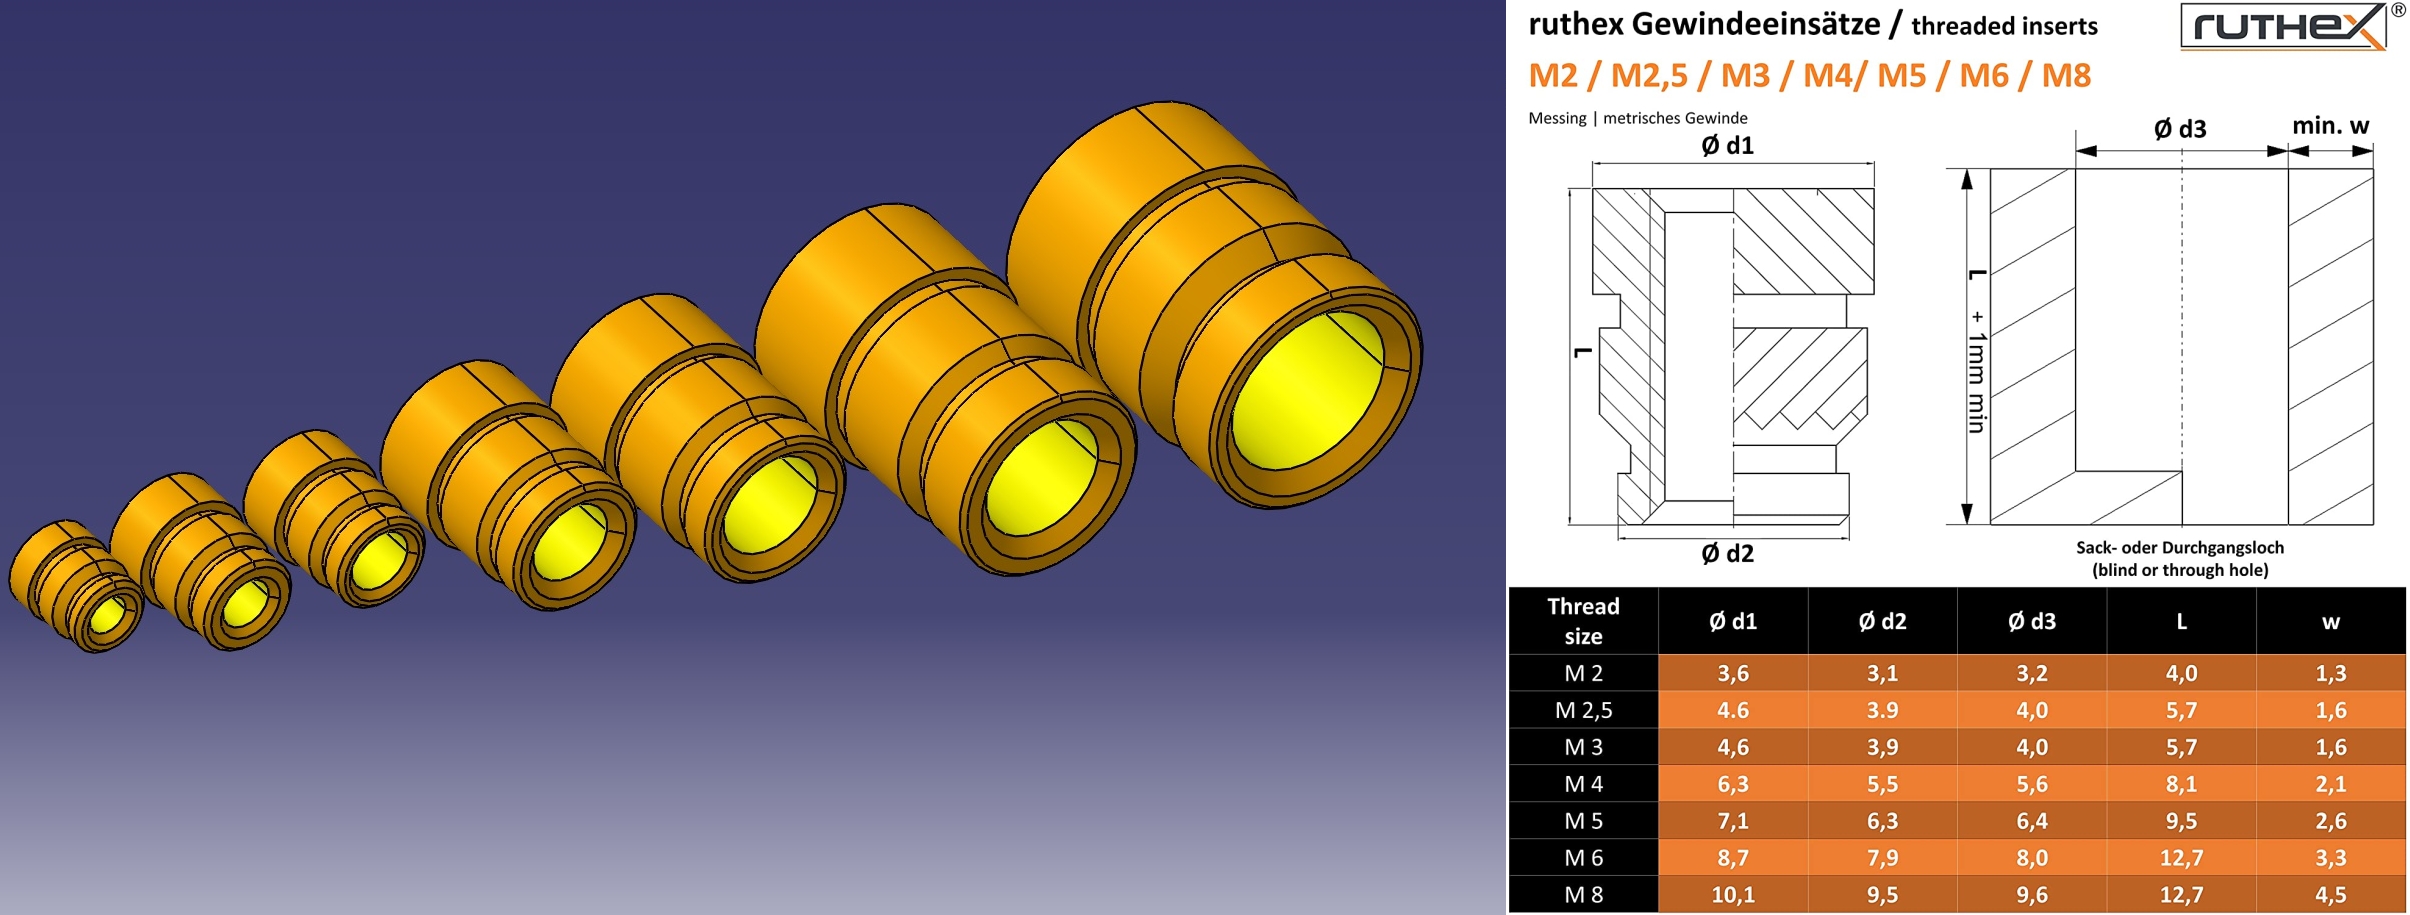 ruthex Gewindeeinsätze / threaded inserts
RUTHEX ®
M2 / M2,5 / M3 / M4/ M5 / M6 / M8
Messing | metrisches Gewinde
Ø d1
Ø d3
min. w
L
L + 1mm min
Ø d2
Sack- oder Durchgangsloch
(blind or through hole)
Thread size Ø d1 Ø d2 Ø d3 L w
M 2 3,6 3,1 3,2 4,0 1,3
M 2,5 4.6 3.9 4,0 5,7 1,6
M 3 4,6 3,9 4,0 5,7 1,6
M 4 6,3 5,5 5,6 8,1 2,1
M 5 7,1 6,3 6,4 9,5 2,6
M 6 8,7 7,9 8,0 12,7 3,3
M 8 10,1 9,5 9,6 12,7 4,5